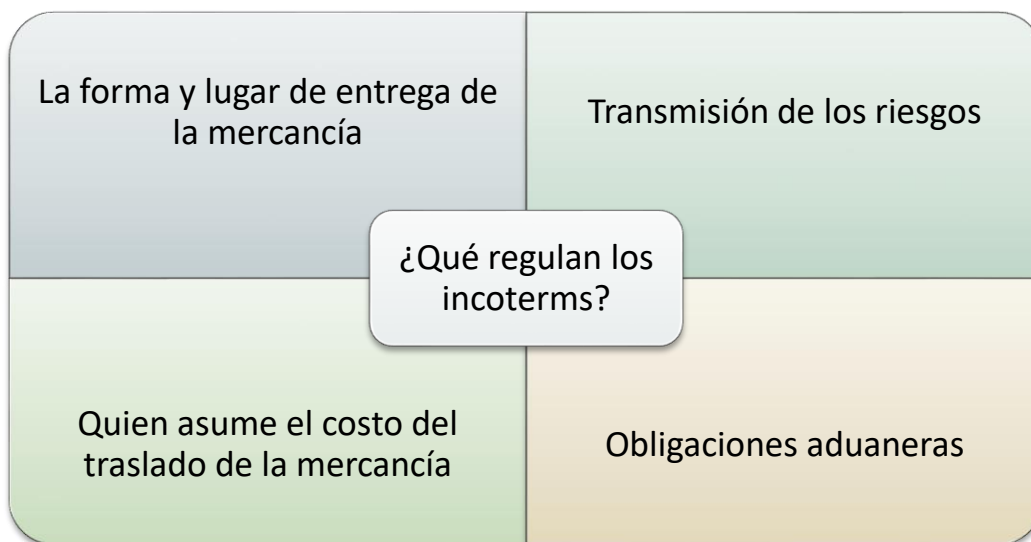 La forma y lugar de entrega de
la mercancía
Transmisión de los riesgos
¿Qué regulan los
incoterms?
Quien asume el costo del
traslado de la mercancía
Obligaciones aduaneras